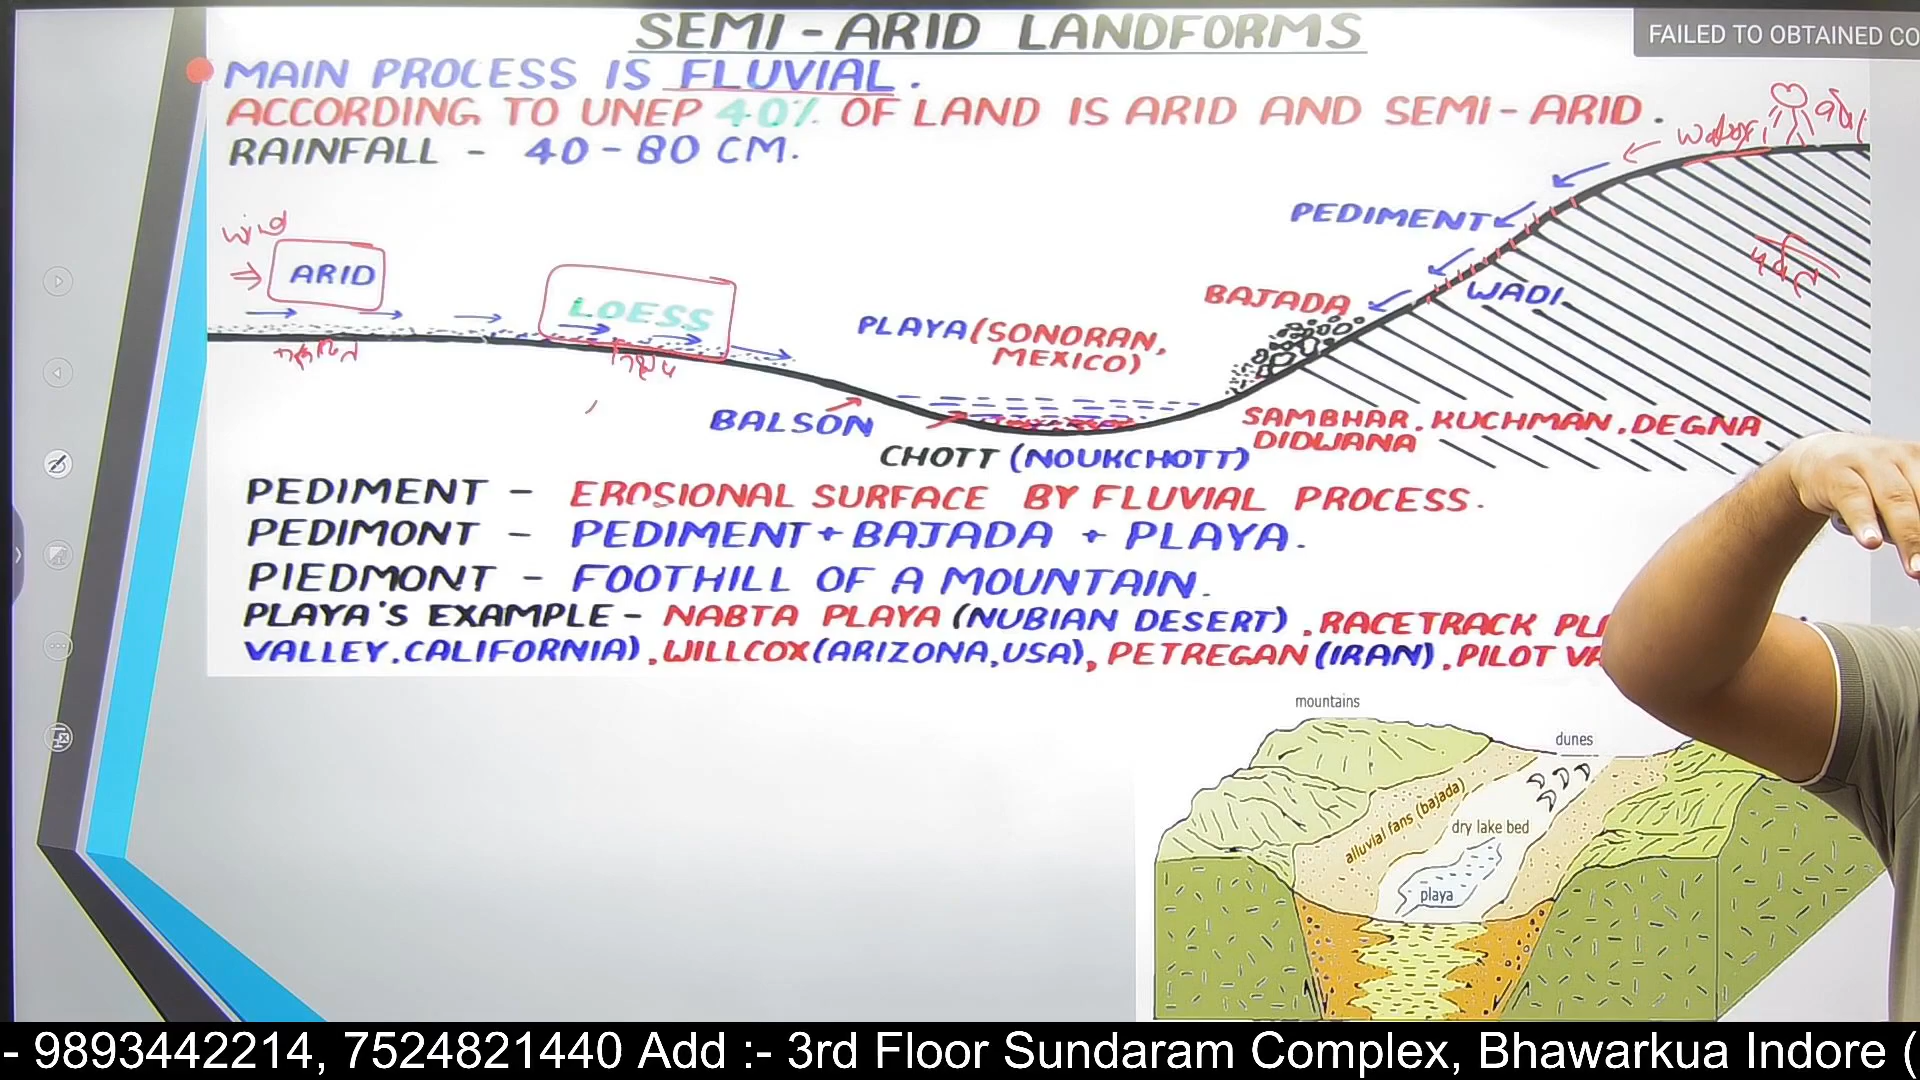 SEMI-ARID LANDFORMS
FAILED TO OBTAINED CO
MAIN PROCESS IS FLUVIAL.
ACCORDING TO UNEP 40% OF LAND IS ARID AND SEMI-ARID.
RAINFALL - 40-80 CM.
water
PEDIMENT
wind
ARID
LOESS
BAJADA
WADI
PLAYA (SONORAN,
MEXICO)
BALSON
SAMBHAR, KUCHMAN, DEGNA
DIDWANA
CHOTT (NOUKCHOTT)
PEDIMENT - EROSIONAL SURFACE BY FLUVIAL PROCESS.
PEDIMONT - PEDIMENT + BAJADA + PLAYA.
PIEDMONT - FOOTHILL OF A MOUNTAIN.
PLAYA'S EXAMPLE - NABTA PLAYA (NUBIAN DESERT), RACETRACK PL
VALLEY, CALIFORNIA), WILLCOX (ARIZONA, USA), PETREGAN (IRAN), PILOT VA
mountains
dunes
alluvial fans (bajada)
dry lake bed
playa
- 9893442214, 7524821440 Add :- 3rd Floor Sundaram Complex, Bhawarkua Indore (